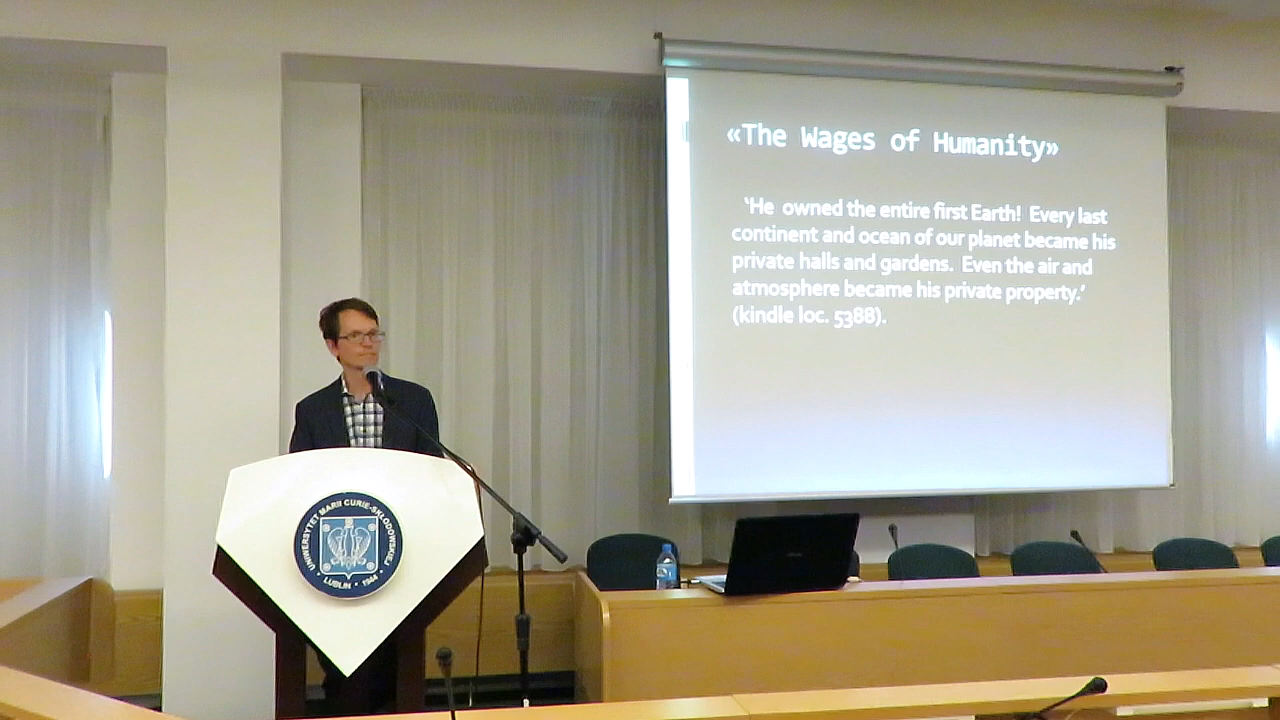 «The Wages of Humanity»
‘He owned the entire first Earth! Every last
continent and ocean of our planet became his
private halls and gardens. Even the air and
atmosphere became his private property.’
(kindle loc. 5388).
UNIWERSYTET MARII CURIE-SKŁODOWSKIEJ
• LUBLIN • 1944 •